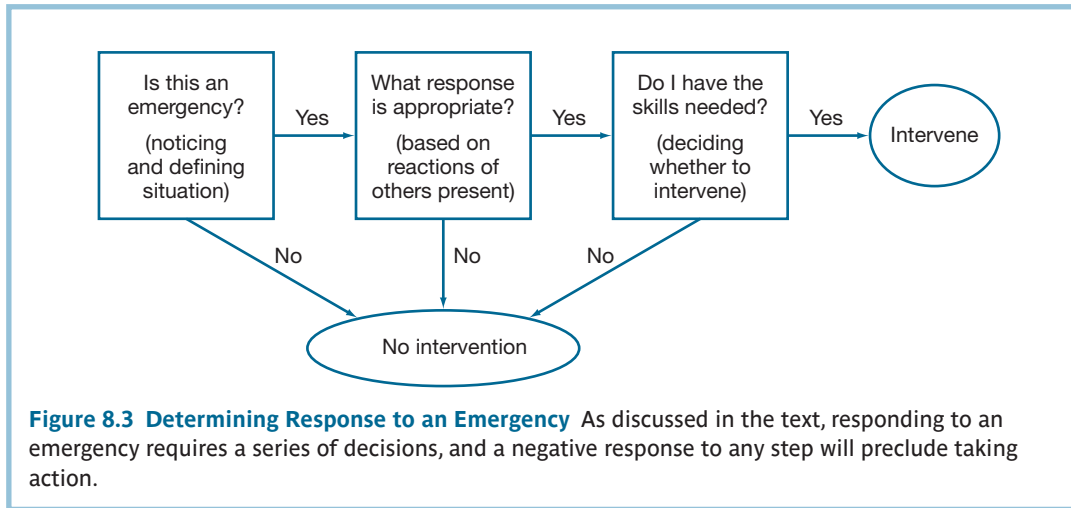 Is this an
emergency?
(noticing
and defining
situation)
Yes
What response
is appropriate?
(based on
reactions of
others present)
Yes
Do I have the
skills needed?
(deciding
whether to
intervene)
Yes
Intervene
No
No
No
No intervention
Figure 8.3 Determining Response to an Emergency As discussed in the text, responding to an
emergency requires a series of decisions, and a negative response to any step will preclude taking
action.